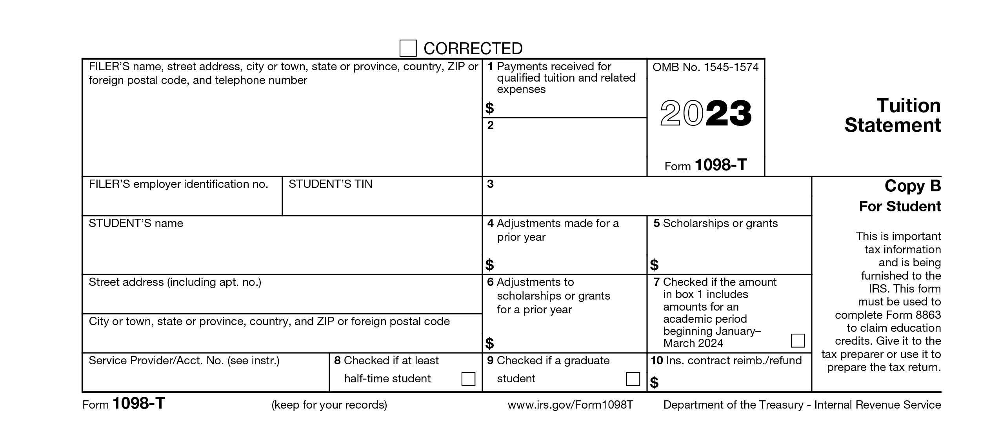 CORRECTED
FILER'S name, street address, city or town, state or province, country, ZIP or
foreign postal code, and telephone number
1 Payments received for
qualified tuition and related
expenses
$
2
OMB No. 1545-1574
2023
Form 1098-T
Tuition
Statement
FILER'S employer identification no.
STUDENT'S TIN
3
Copy B
For Student
This is important
tax information
and is being
furnished to the
IRS. This form
must be used to
complete Form 8863
to claim education
credits. Give it to the
tax preparer or use it to
prepare the tax return.
STUDENT'S name
4 Adjustments made for a
prior year
$
5 Scholarships or grants
$
Street address (including apt. no.)
6 Adjustments to
scholarships or grants
for a prior year
$
7 Checked if the amount
in box 1 includes
amounts for an
academic period
beginning January–
March 2024
City or town, state or province, country, and ZIP or foreign postal code
Service Provider/Acct. No. (see instr.)
8 Checked if at least
half-time student
9 Checked if a graduate
student
10 Ins. contract reimb./refund
$
Form 1098-T
(keep for your records)
www.irs.gov/Form1098T
Department of the Treasury - Internal Revenue Service